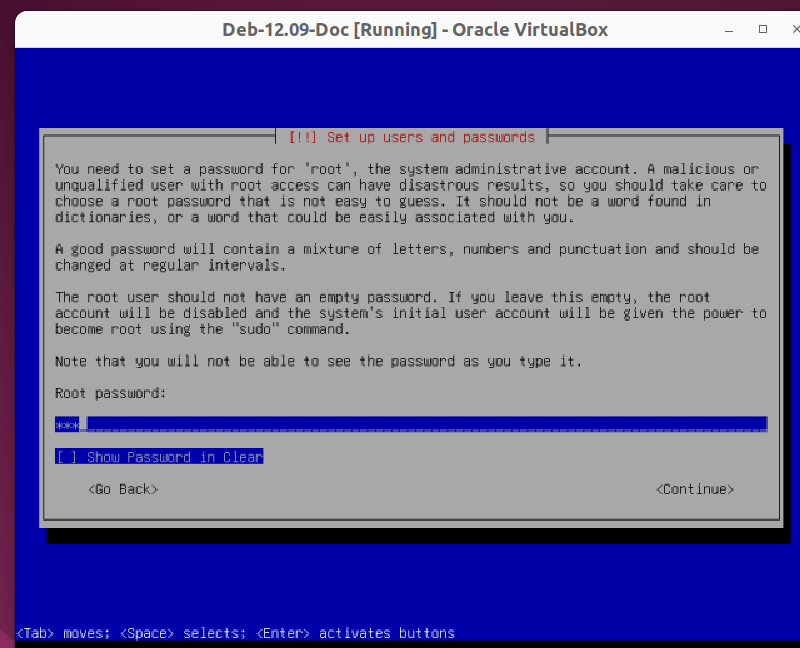 Deb-12.09-Doc [Running] - Oracle VirtualBox
[!!] Set up users and passwords
You need to set a password for 'root', the system administrative account. A malicious or
unqualified user with root access can have disastrous results, so you should take care to
choose a root password that is not easy to guess. It should not be a word found in
dictionaries, or a word that could be easily associated with you.
A good password will contain a mixture of letters, numbers and punctuation and should be
changed at regular intervals.
The root user should not have an empty password. If you leave this empty, the root
account will be disabled and the system's initial user account will be given the power to
become root using the "sudo" command.
Note that you will not be able to see the password as you type it.
Root password:
***
[ ] Show Password in Clear
<Go Back> <Continue>
<Tab> moves; <Space> selects; <Enter> activates buttons